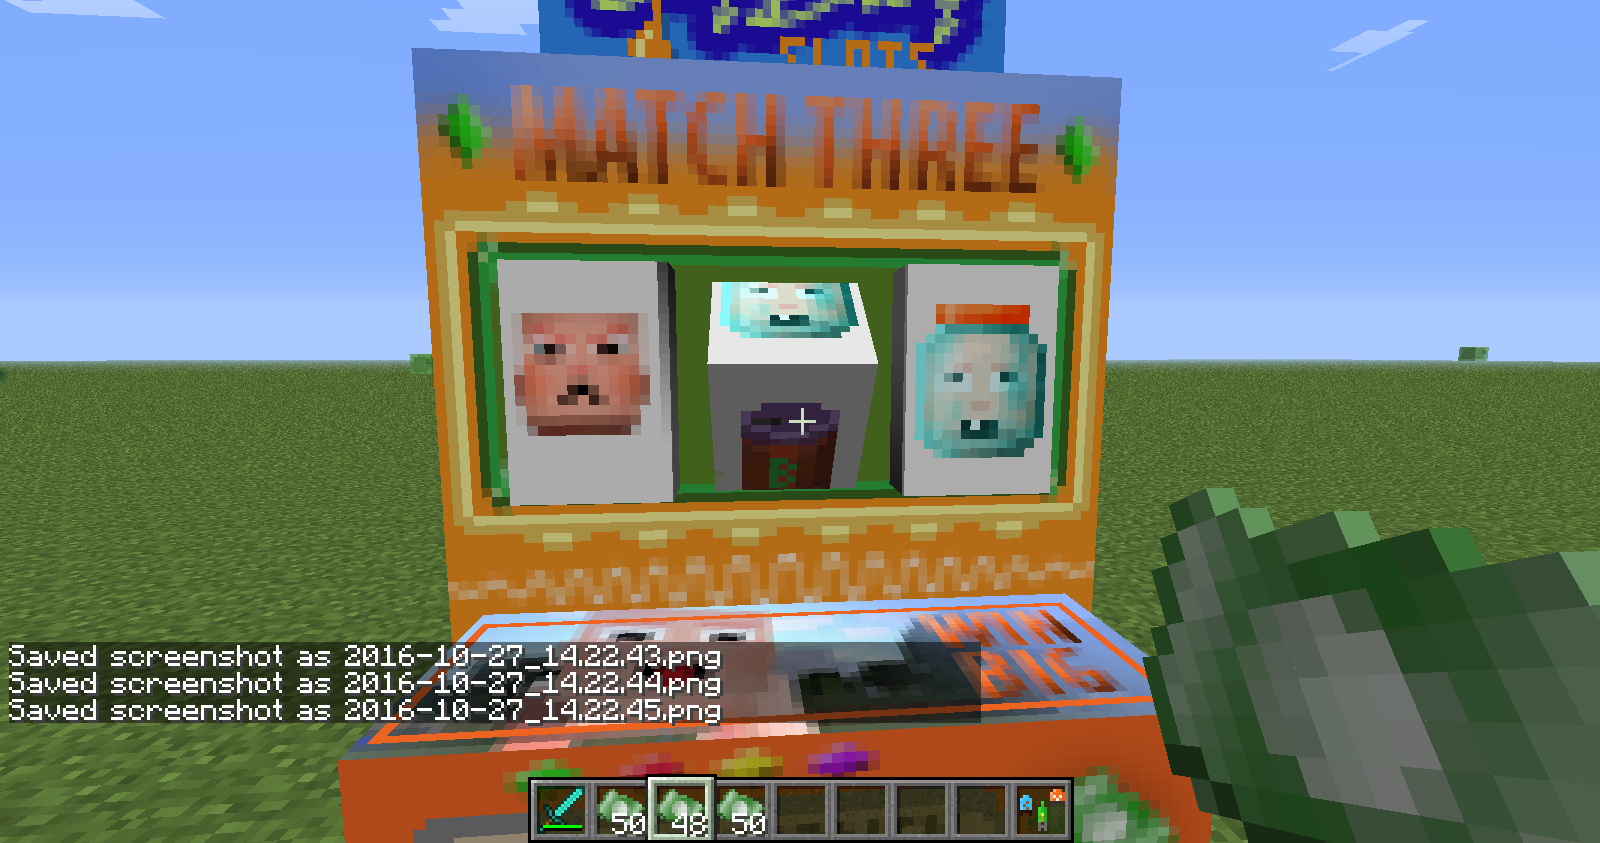 SLOTS
MATCH THREE
WIN
BIG
Saved screenshot as 2016-10-27_14.22.43.png
Saved screenshot as 2016-10-27_14.22.44.png
Saved screenshot as 2016-10-27_14.22.45.png
50 48 50